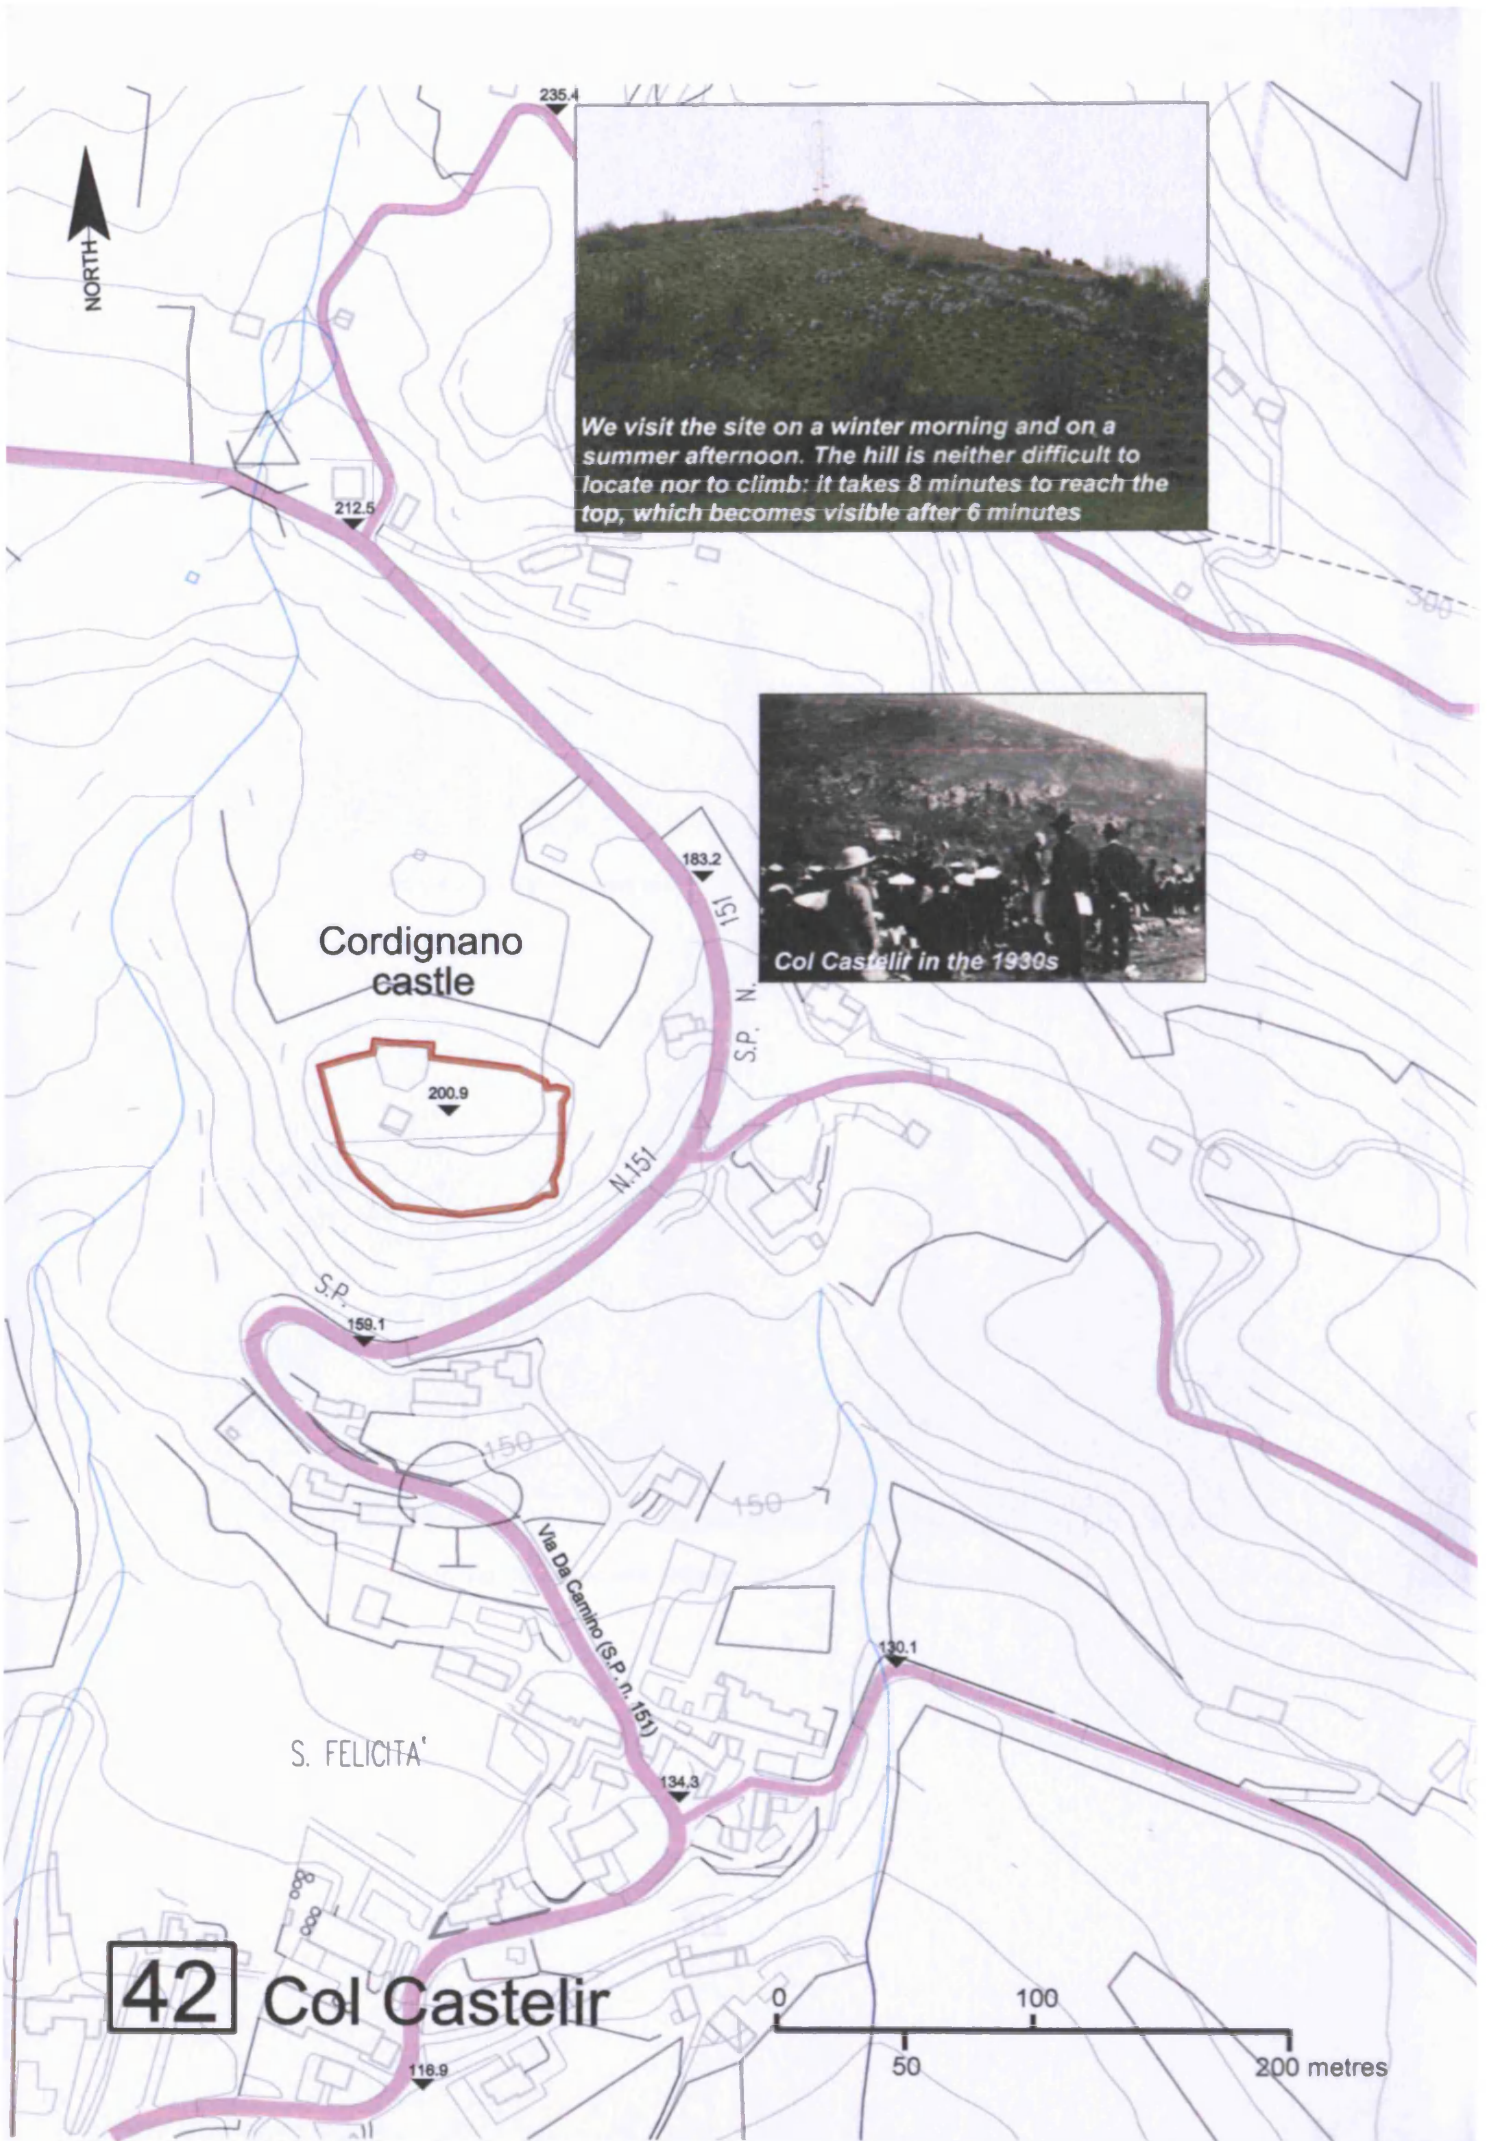 235.4
NORTH
We visit the site on a winter morning and on a
summer afternoon. The hill is neither difficult to
locate nor to climb: it takes 8 minutes to reach the
top, which becomes visible after 6 minutes
212.5
300
183.2
151
S.P. N.
Col Castelir in the 1930s
Cordignano
castle
200.9
N.151
S.P.
159.1
150
150
Via Da Camino (S.P. n. 151)
130.1
S. FELICITA'
134.3
42 Col Castelir
0 100
50 200 metres
116.9